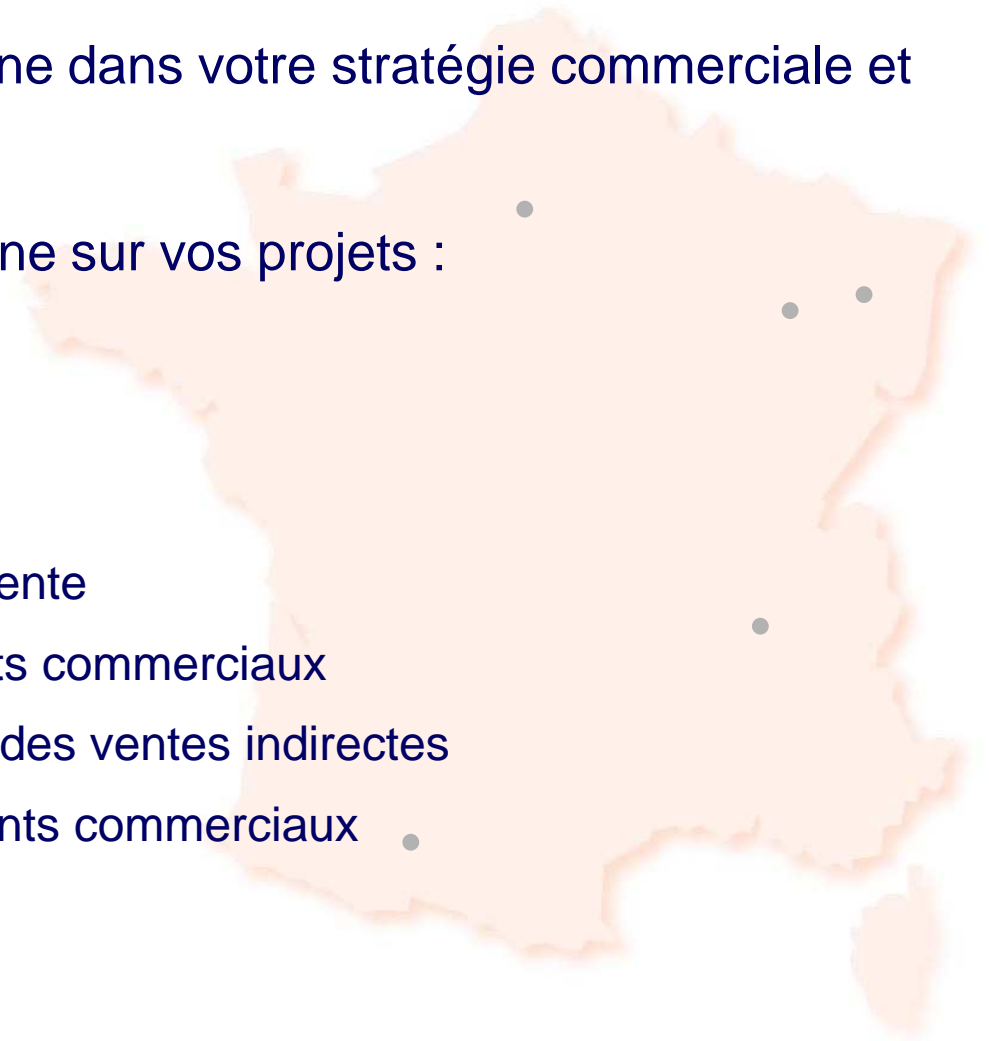 ne dans votre stratégie commerciale et
ne sur vos projets :
ente
ts commerciaux
des ventes indirectes
nts commerciaux